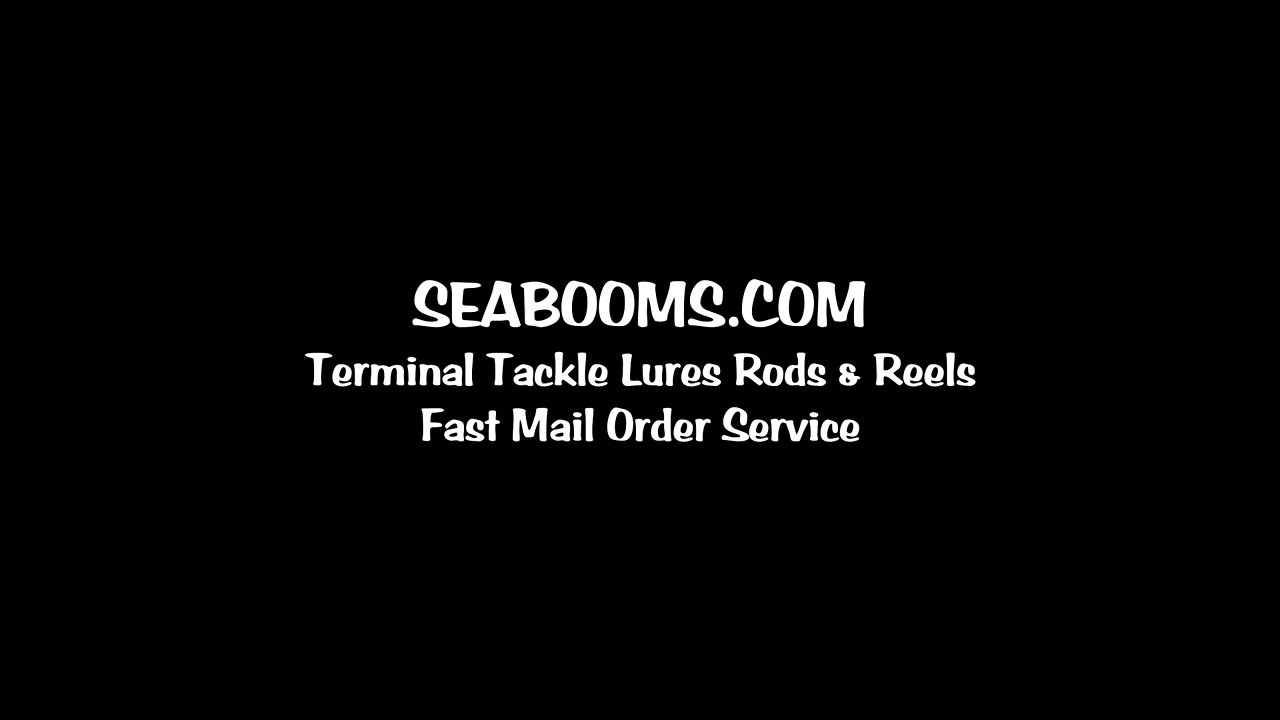 SEABOOMS.COM
Terminal Tackle Lures Rods & Reels
Fast Mail Order Service